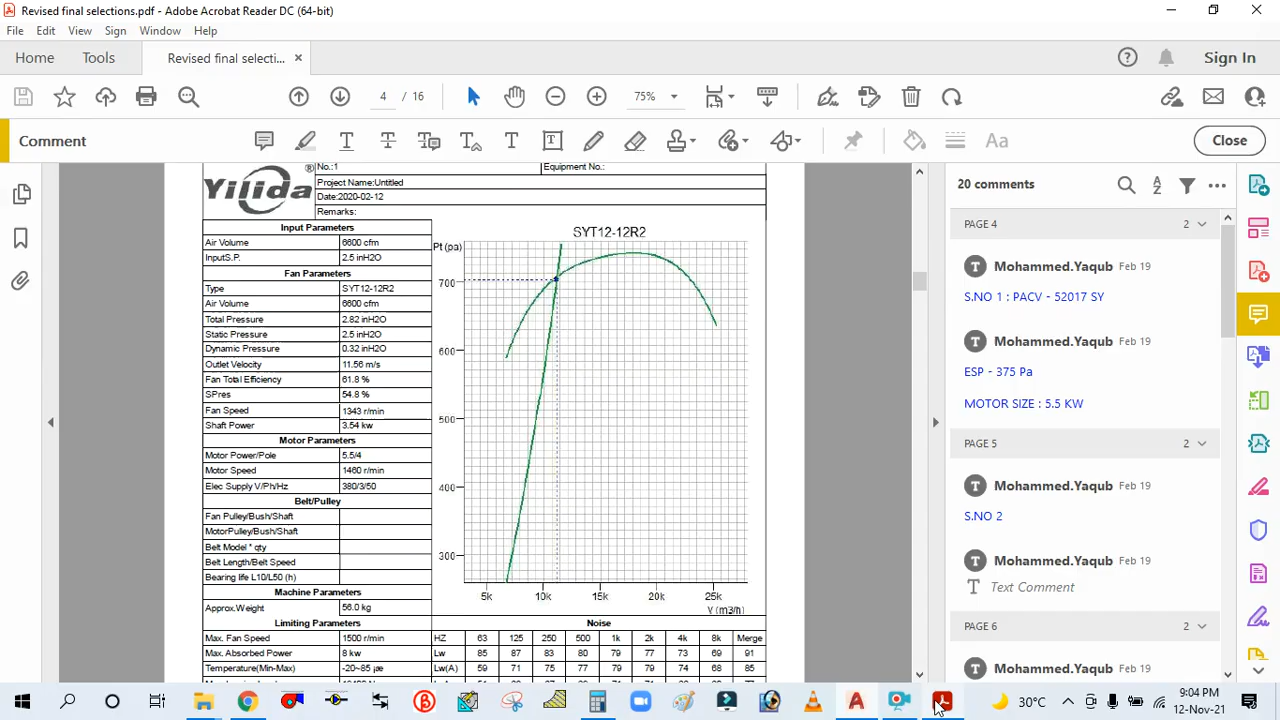 Revised final selections.pdf - Adobe Acrobat Reader DC (64-bit)
File Edit View Sign Window Help
Home Tools Revised final selecti... ×
Sign In
4 / 16 75%
Comment
Close
Yilida ®
No.:1 Equipment No.:
Project Name:Untitled
Date:2020-02-12
Remarks:
Input Parameters
Air Volume 6600 cfm
InputS.P. 2.5 inH2O
Fan Parameters
Type SYT12-12R2
Air Volume 6600 cfm
Total Pressure 2.82 inH2O
Static Pressure 2.5 inH2O
Dynamic Pressure 0.32 inH2O
Outlet Velocity 11.56 m/s
Fan Total Efficiency 61.8 %
SPres 54.8 %
Fan Speed 1343 r/min
Shaft Power 3.54 kw
Motor Parameters
Motor Power/Pole 5.5/4
Motor Speed 1460 r/min
Elec Supply V/Ph/Hz 380/3/50
Belt/Pulley
Fan Pulley/Bush/Shaft
MotorPulley/Bush/Shaft
Belt Model * qty
Belt Length/Belt Speed
Bearing life L10/L50 (h)
Machine Parameters
Approx.Weight 56.0 kg
Limiting Parameters
Max. Fan Speed 1500 r/min
Max. Absorbed Power 8 kw
Temperature(Min-Max) -20~85 µæ
SYT12-12R2
Pt (pa)
700
600
500
400
300
5k 10k 15k 20k 25k
V (m3/h)
Noise
HZ 63 125 250 500 1k 2k 4k 8k Merge
Lw 85 87 83 80 79 77 73 69 91
Lw(A) 59 71 75 77 79 79 74 68 85
20 comments
PAGE 4 2
Mohammed.Yaqub Feb 19
S.NO 1 : PACV - 52017 SY
Mohammed.Yaqub Feb 19
ESP - 375 Pa
MOTOR SIZE : 5.5 KW
PAGE 5 2
Mohammed.Yaqub Feb 19
S.NO 2
Mohammed.Yaqub Feb 19
Text Comment
PAGE 6 2
Mohammed.Yaqub Feb 19
30°C
9:04 PM
12-Nov-21